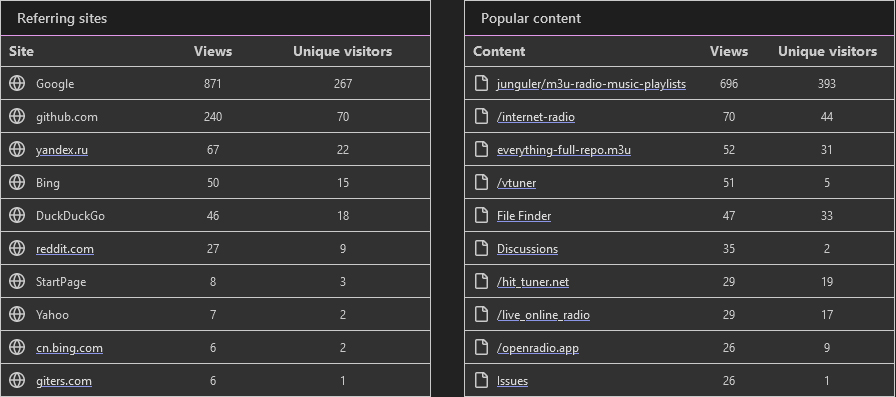 Referring sites
Site Views Unique visitors
Google 871 267
github.com 240 70
yandex.ru 67 22
Bing 50 15
DuckDuckGo 46 18
reddit.com 27 9
StartPage 8 3
Yahoo 7 2
cn.bing.com 6 2
giters.com 6 1
Popular content
Content Views Unique visitors
junguler/m3u-radio-music-playlists 696 393
/internet-radio 70 44
everything-full-repo.m3u 52 31
/vtuner 51 5
File Finder 47 33
Discussions 35 2
/hit_tuner.net 29 19
/live_online_radio 29 17
/openradio.app 26 9
Issues 26 1